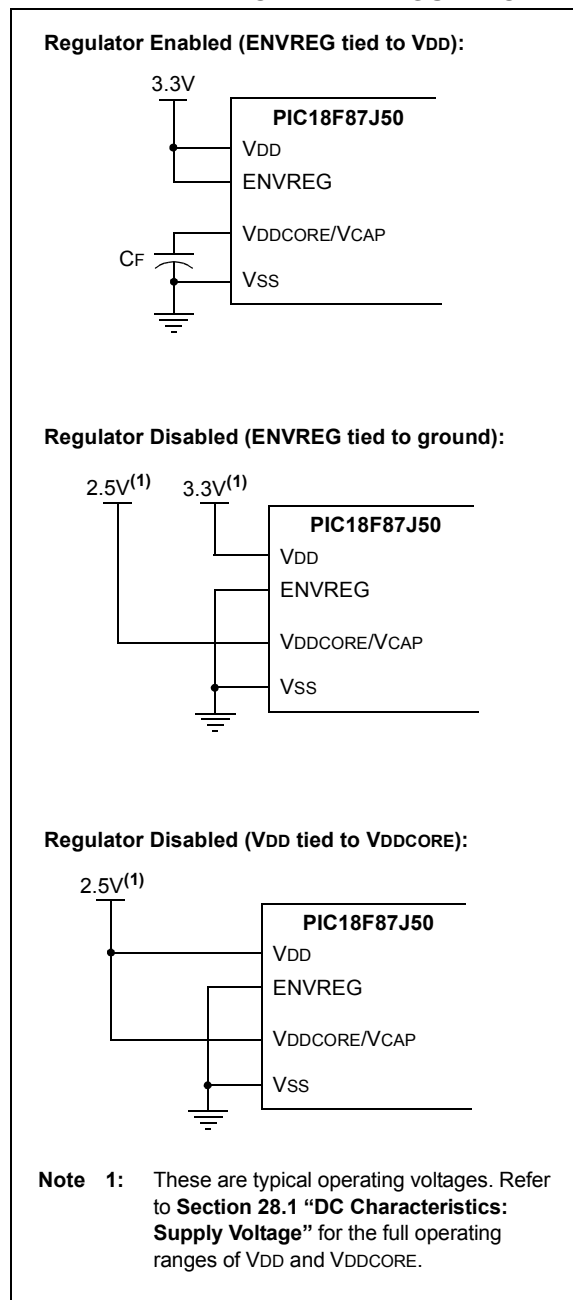 Regulator Enabled (ENVREG tied to VDD):
3.3V
PIC18F87J50
VDD
ENVREG
VDDCORE/VCAP
CF
VSS
Regulator Disabled (ENVREG tied to ground):
2.5V(1) 3.3V(1)
PIC18F87J50
VDD
ENVREG
VDDCORE/VCAP
VSS
Regulator Disabled (VDD tied to VDDCORE):
2.5V(1)
PIC18F87J50
VDD
ENVREG
VDDCORE/VCAP
VSS
Note 1: These are typical operating voltages. Refer
to Section 28.1 “DC Characteristics:
Supply Voltage” for the full operating
ranges of VDD and VDDCORE.